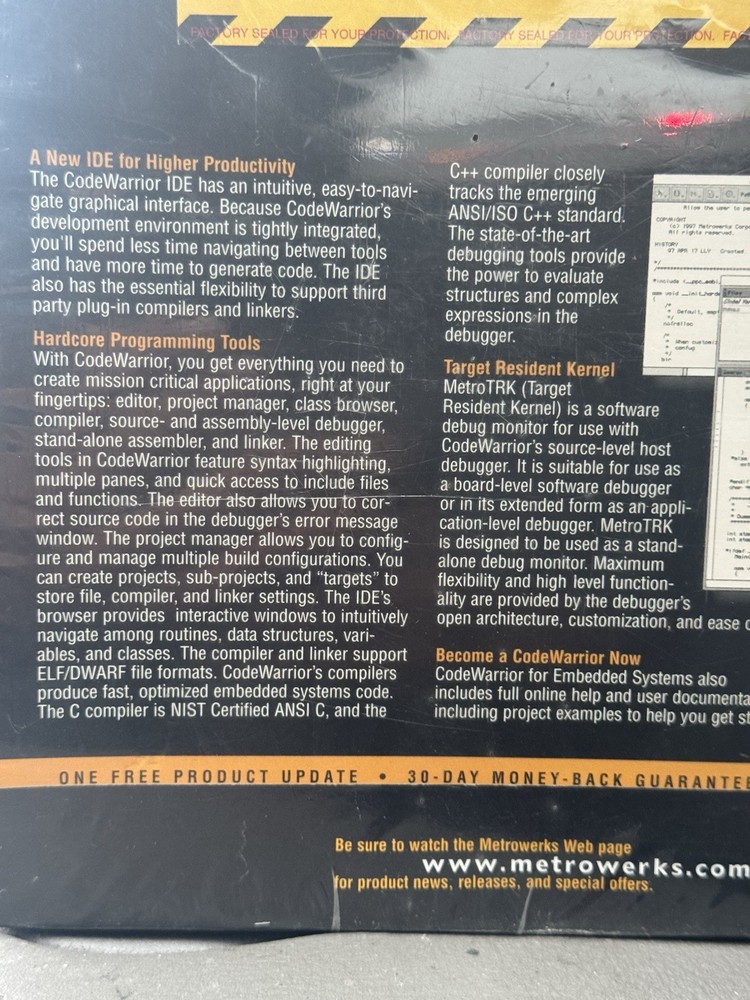 FACTORY SEALED FOR YOUR PROTECTION. FACTORY SEALED FOR YOUR PROTECTION. FAC
A New IDE for Higher Productivity
The CodeWarrior IDE has an intuitive, easy-to-navi-
gate graphical interface. Because CodeWarrior's
development environment is tightly integrated,
you'll spend less time navigating between tools
and have more time to generate code. The IDE
also has the essential flexibility to support third
party plug-in compilers and linkers.
Hardcore Programming Tools
With CodeWarrior, you get everything you need to
create mission critical applications, right at your
fingertips: editor, project manager, class browser,
compiler, source- and assembly-level debugger,
stand-alone assembler, and linker. The editing
tools in CodeWarrior feature syntax highlighting,
multiple panes, and quick access to include files
and functions. The editor also allows you to cor-
rect source code in the debugger's error message
window. The project manager allows you to config-
ure and manage multiple build configurations. You
can create projects, sub-projects, and "targets" to
store file, compiler, and linker settings. The IDE's
browser provides interactive windows to intuitively
navigate among routines, data structures, vari-
ables, and classes. The compiler and linker support
ELF/DWARF file formats. CodeWarrior's compilers
produce fast, optimized embedded systems code.
The C compiler is NIST Certified ANSI C, and the
C++ compiler closely
tracks the emerging
ANSI/ISO C++ standard.
The state-of-the-art
debugging tools provide
the power to evaluate
structures and complex
expressions in the
debugger.
Target Resident Kernel
MetroTRK (Target
Resident Kernel) is a software
debug monitor for use with
CodeWarrior's source-level host
debugger. It is suitable for use as
a board-level software debugger
or in its extended form as an appli-
cation-level debugger. MetroTRK
is designed to be used as a stand-
alone debug monitor. Maximum
flexibility and high level function-
ality are provided by the debugger's
open architecture, customization, and ease o
Become a CodeWarrior Now
CodeWarrior for Embedded Systems also
includes full online help and user documenta
including project examples to help you get st
COPYRIGHT
(c) 1997 Metrowerks Corp
All rights reserved.
HISTORY
ONE FREE PRODUCT UPDATE • 30-DAY MONEY-BACK GUARANTEE
Be sure to watch the Metrowerks Web page
www.metrowerks.com
for product news, releases, and special offers.